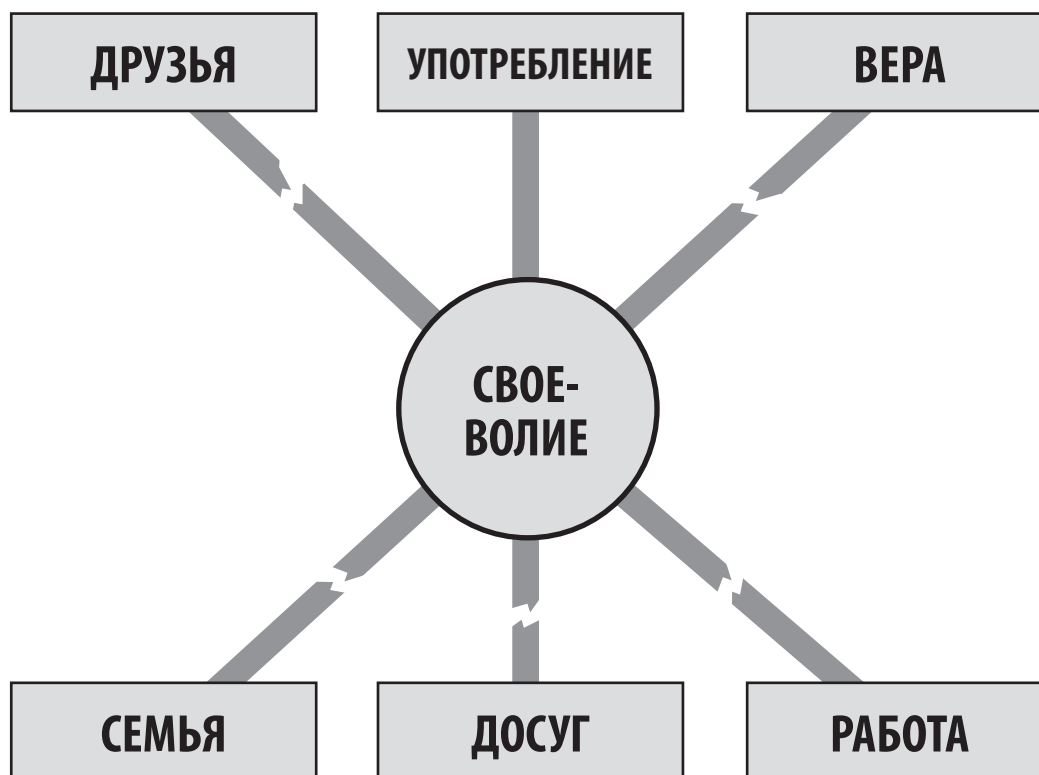 ДРУЗЬЯ
УПОТРЕБЛЕНИЕ
ВЕРА
СВОЕ-
ВОЛИЕ
СЕМЬЯ
ДОСУГ
РАБОТА